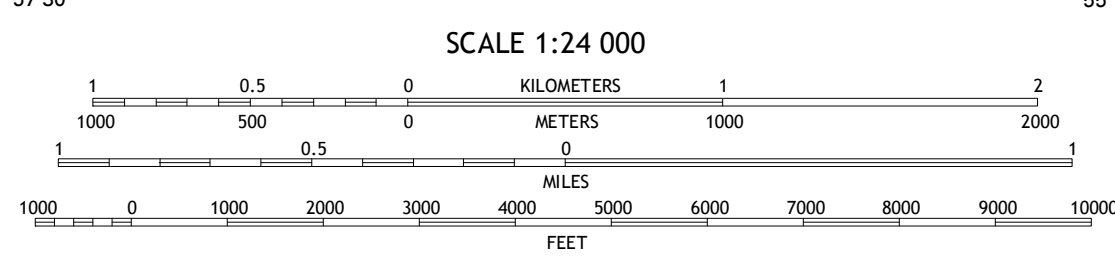 57'30" 55'
SCALE 1:24 000
1 0.5 0 KILOMETERS 1 2
1000 500 0 METERS 1000 2000
1 0.5 0 1
MILES
1000 0 1000 2000 3000 4000 5000 6000 7000 8000 9000 10000
FEET